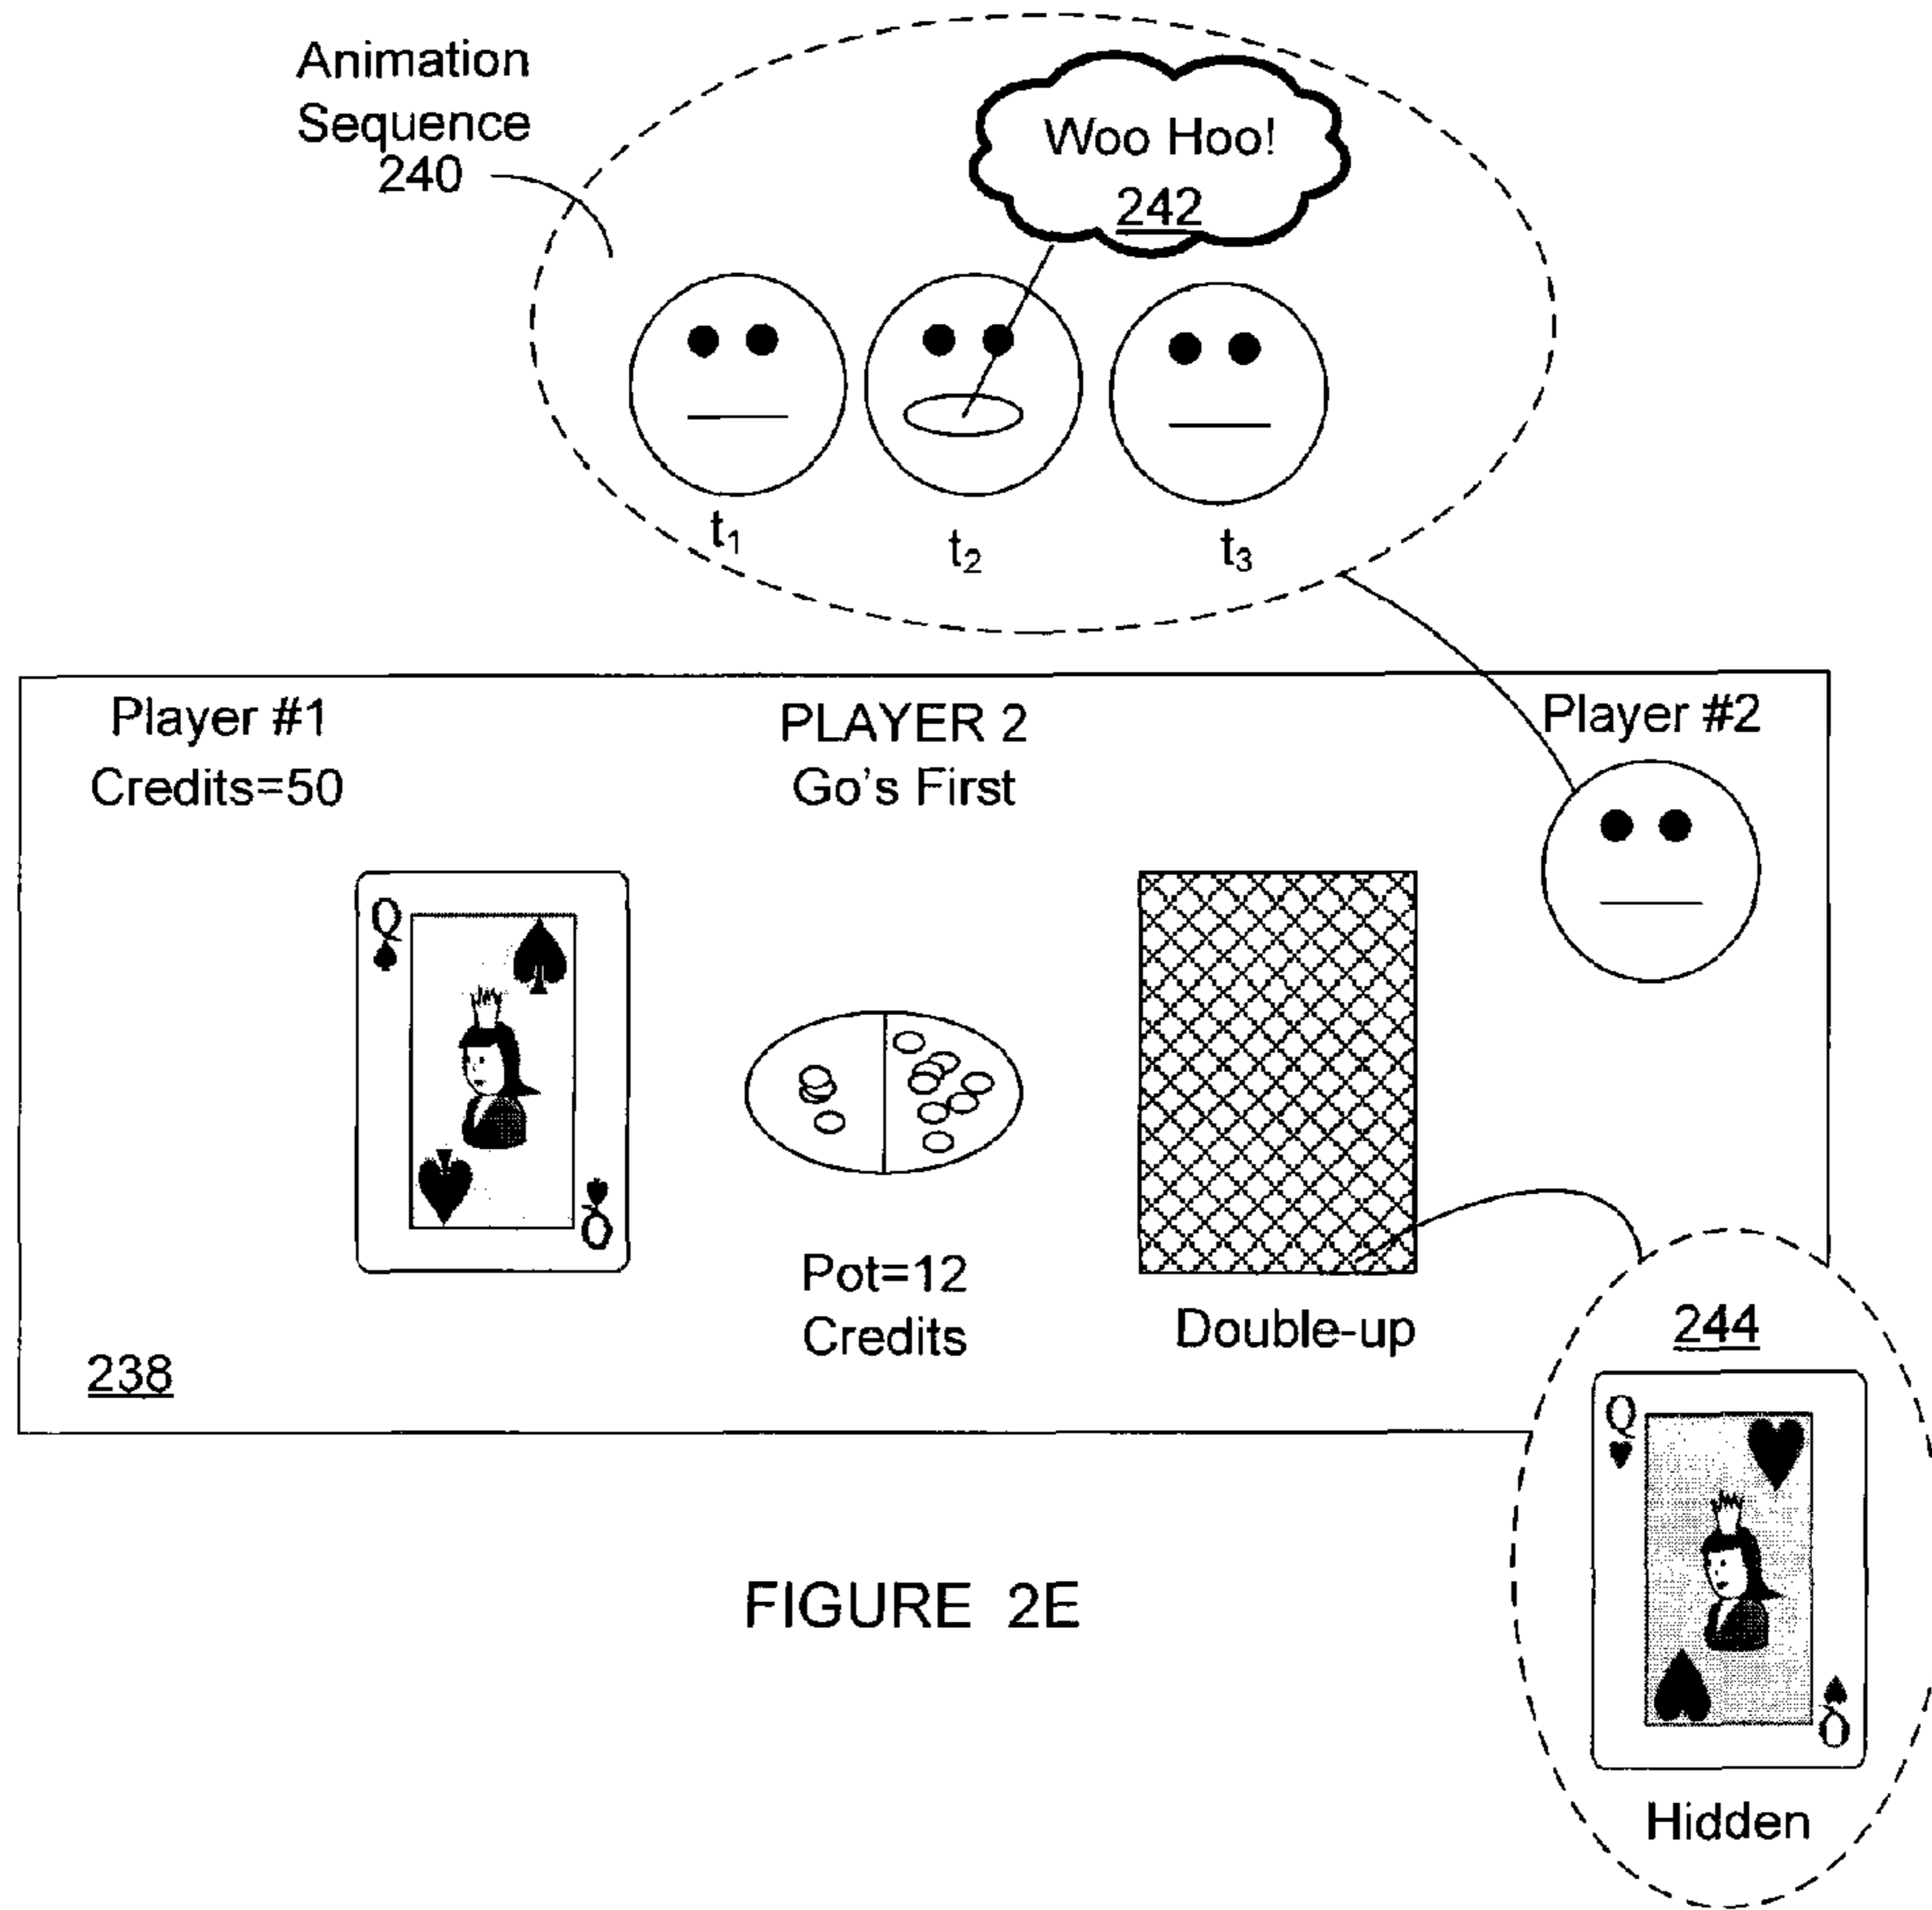 Animation
Sequence
240
Woo Hoo!
242
t₁
t₂
t₃
Player #1
Credits=50
PLAYER 2
Go's First
Player #2
Q
Q
Pot=12
Credits
Double-up
238
244
Q
Q
Hidden
FIGURE 2E